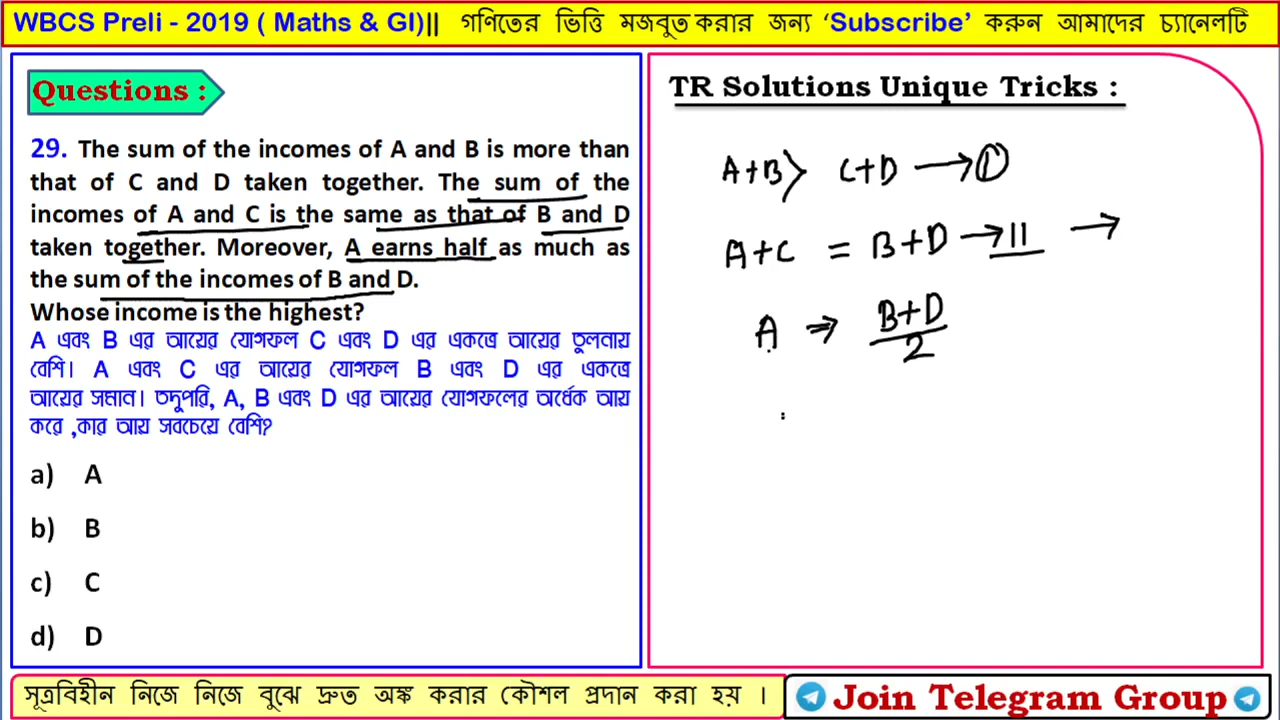 WBCS Preli - 2019 ( Maths & GI)|| গণিতের ভিত্তি মজবুত করার জন্য ‘Subscribe’ করুন আমাদের চ্যানেলটি
Questions :
29. The sum of the incomes of A and B is more than
that of C and D taken together. The sum of the
incomes of A and C is the same as that of B and D
taken together. Moreover, A earns half as much as
the sum of the incomes of B and D.
Whose income is the highest?
A এবং B এর আয়ের যোগফল C এবং D এর একত্রে আয়ের তুলনায়
বেশি। A এবং C এর আয়ের যোগফল B এবং D এর একত্রে
আয়ের সমান। তদুপরি, A, B এবং D এর আয়ের যোগফলের অর্ধেক আয়
করে ,কার আয় সবচেয়ে বেশি?
a) A
b) B
c) C
d) D
TR Solutions Unique Tricks :
A+B> C+D → ①
A+C = B+D → 11 →
A ⇒ B+D
2
সূত্রবিহীন নিজে নিজে বুঝে দ্রুত অঙ্ক করার কৌশল প্রদান করা হয় ।
Join Telegram Group